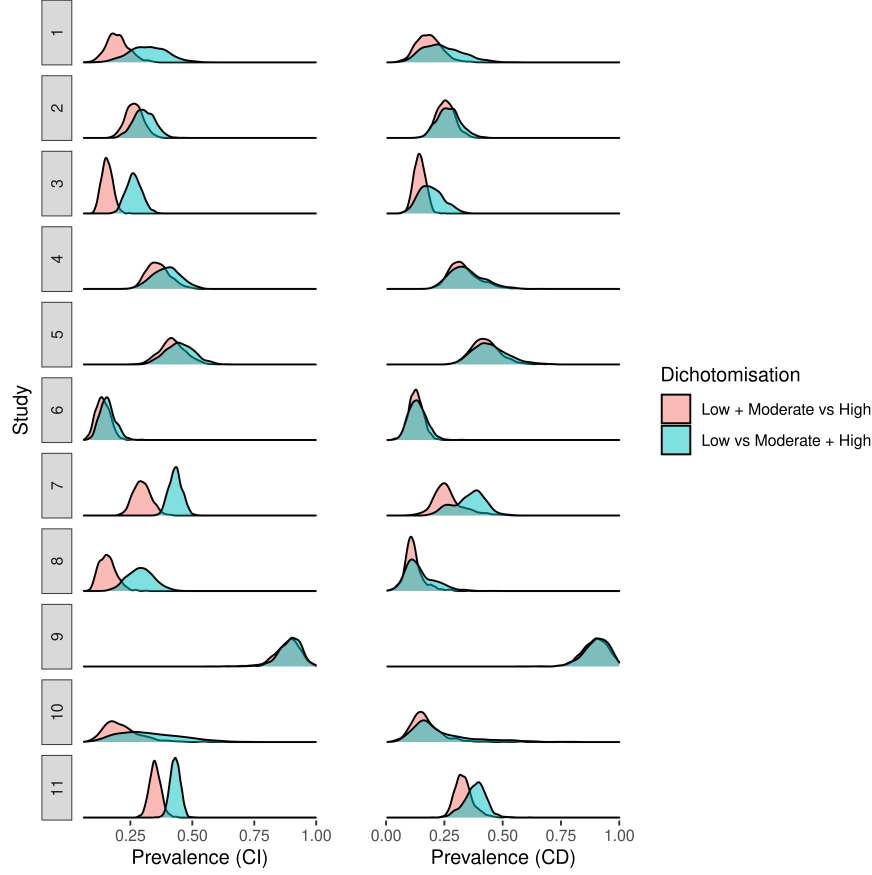 Study
1
2
3
4
5
6
7
8
9
10
11
0.25 0.50 0.75 1.00
0.00 0.25 0.50 0.75 1.00
Prevalence (CI)
Prevalence (CD)
Dichotomisation
Low + Moderate vs High
Low vs Moderate + High